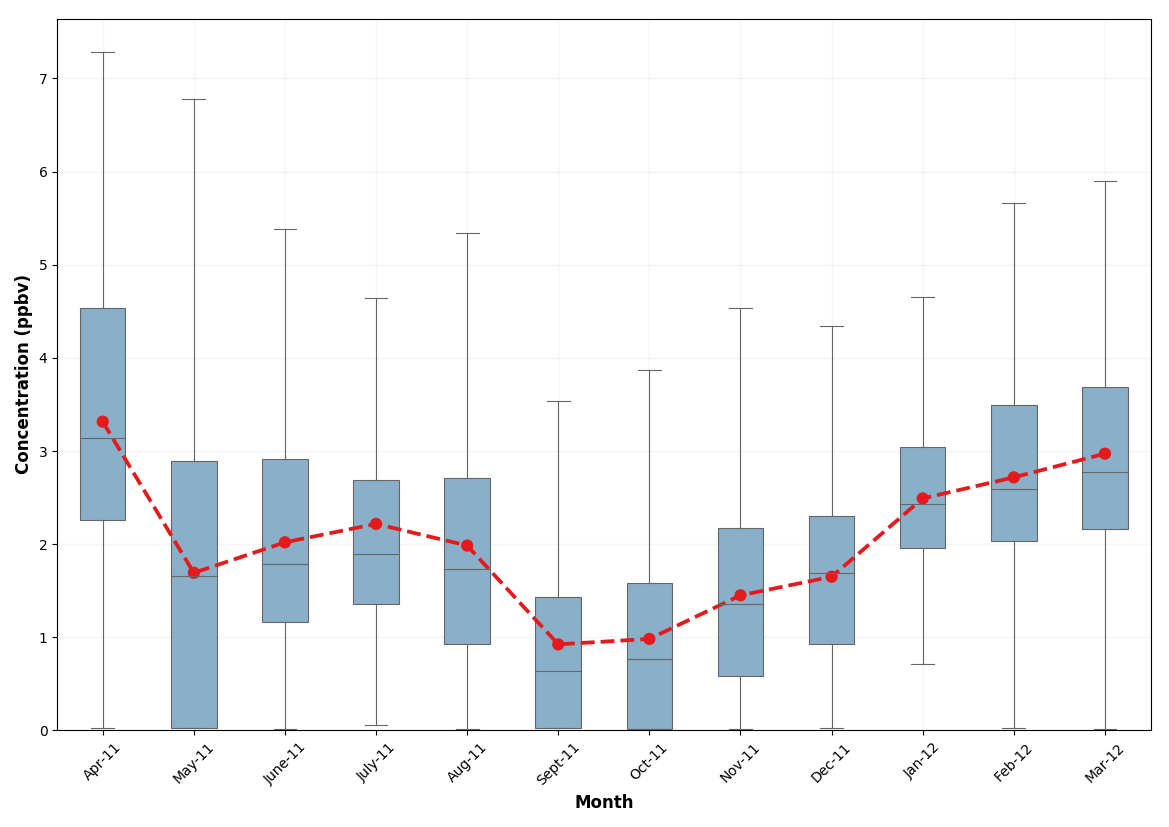 Concentration (ppbv)
7
6
5
4
3
2
1
0
Apr-11
May-11
June-11
July-11
Aug-11
Sept-11
Oct-11
Nov-11
Dec-11
Jan-12
Feb-12
Mar-12
Month